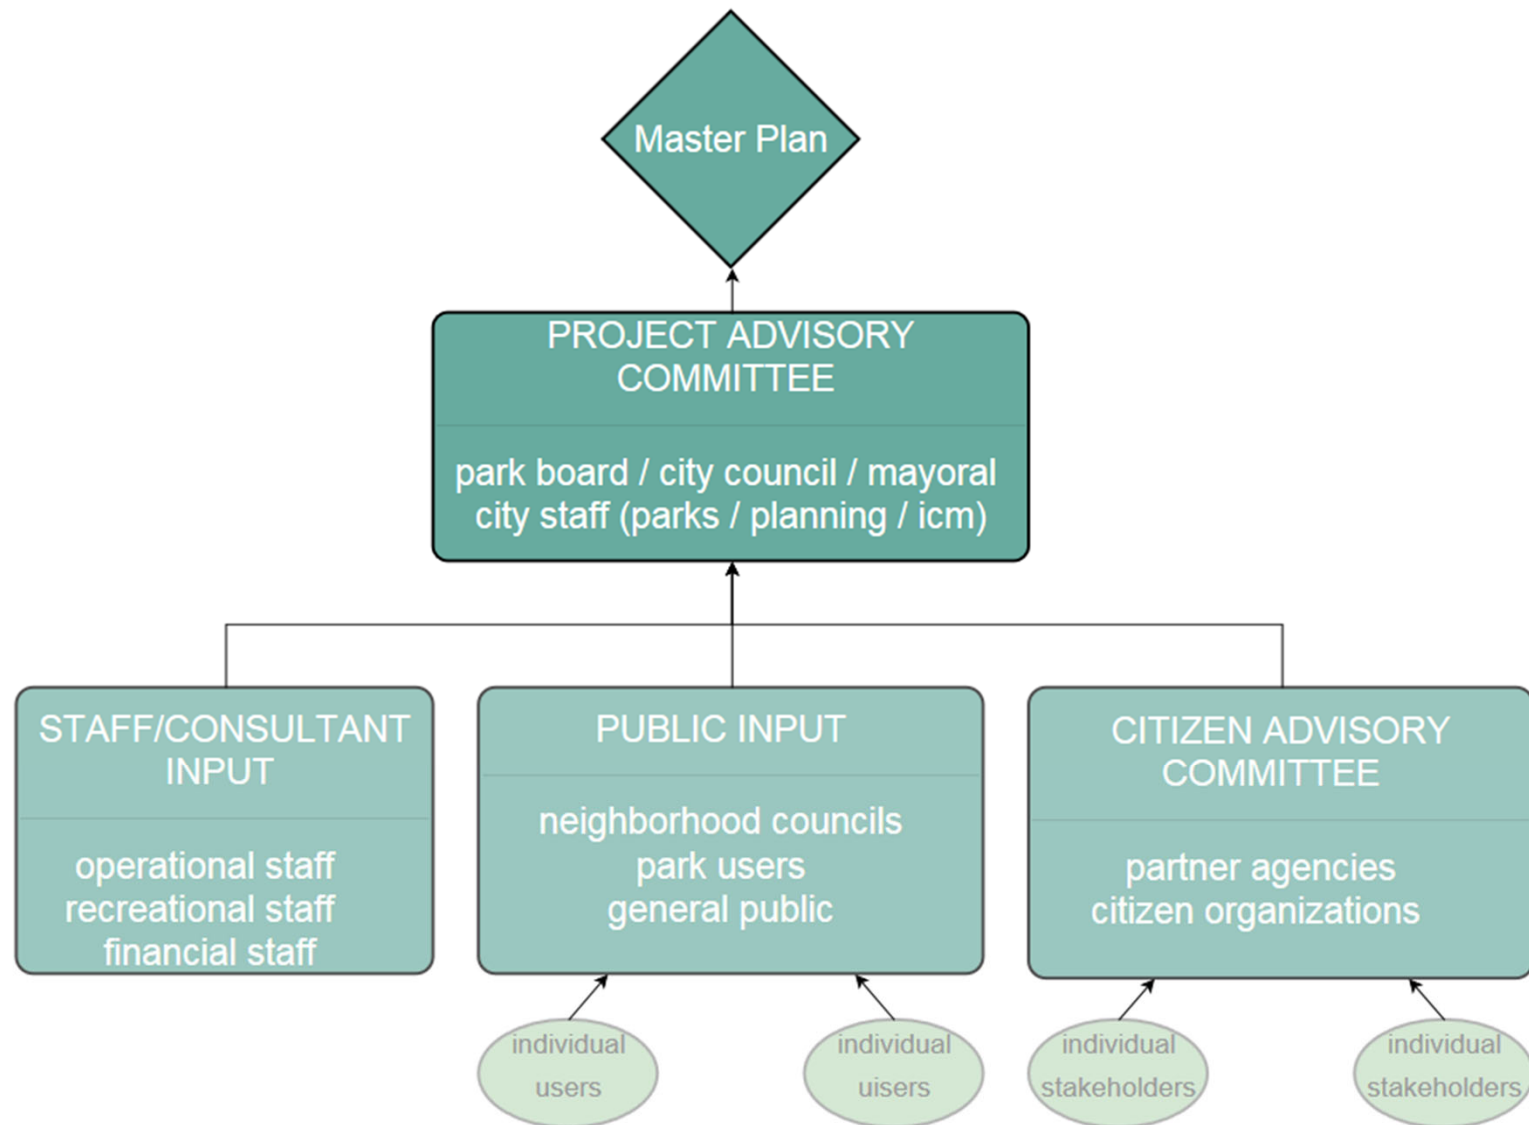 Master Plan
PROJECT ADVISORY
COMMITTEE
park board / city council / mayoral
city staff (parks / planning / icm)
STAFF/CONSULTANT
INPUT
operational staff
recreational staff
financial staff
PUBLIC INPUT
neighborhood councils
park users
general public
CITIZEN ADVISORY
COMMITTEE
partner agencies
citizen organizations
individual
users
individual
uisers
individual
stakeholders
individual
stakeholders